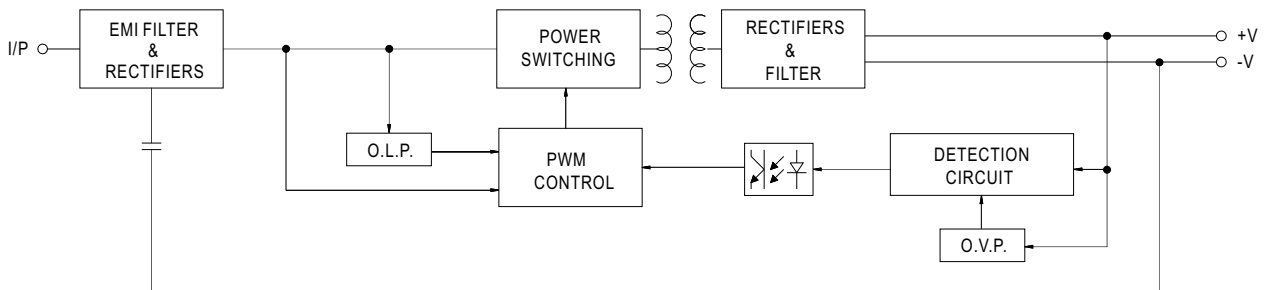 I/P
EMI FILTER
&
RECTIFIERS
POWER
SWITCHING
RECTIFIERS
&
FILTER
+V
-V
O.L.P.
PWM
CONTROL
DETECTION
CIRCUIT
O.V.P.